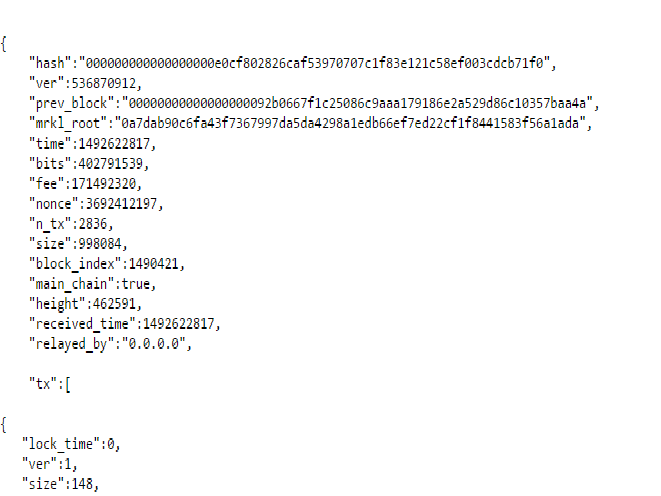 {
"hash":"000000000000000000e0cf802826caf53970707c1f83e121c58ef003cdcb71f0",
"ver":536870912,
"prev_block":"00000000000000000092b0667f1c25086c9aaa179186e2a529d86c10357baa4a",
"mrkl_root":"0a7dab90c6fa43f7367997da5da4298a1edb66ef7ed22cf1f8441583f56a1ada",
"time":1492622817,
"bits":402791539,
"fee":171492320,
"nonce":3692412197,
"n_tx":2836,
"size":998084,
"block_index":1490421,
"main_chain":true,
"height":462591,
"received_time":1492622817,
"relayed_by":"0.0.0.0",
"tx":[
{
"lock_time":0,
"ver":1,
"size":148,